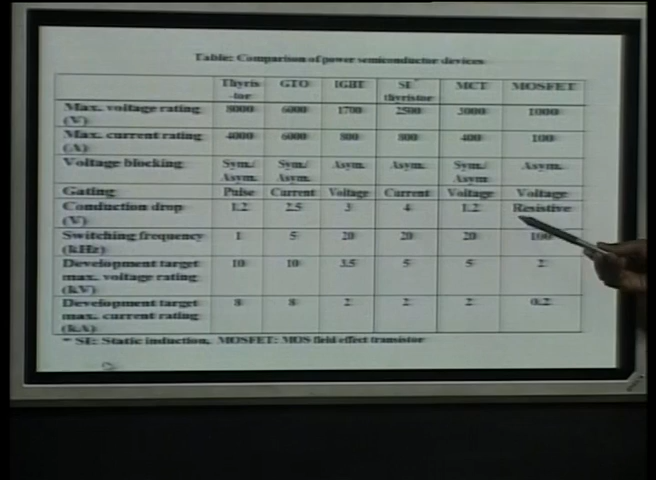 Table: Comparison of power semiconductor devices
Thyris GTO IGBT SI* MCT MOSFET
-tor thyristor
Max. voltage rating 8000 6000 1700 2500 3000 1000
(V)
Max. current rating 4000 6000 800 800 400 100
(A)
Voltage blocking Sym./ Sym./ Asym. Asym. Sym./ Asym.
Asym. Asym. Asym.
Gating Pulse Current Voltage Current Voltage Voltage
Conduction drop 1.2 2.5 3 4 1.2 Resistive
(V)
Switching frequency 1 5 20 20 20 100
(kHz)
Development target 10 10 3.5 5 5 2
max. voltage rating
(kV)
Development target 8 8 2 2 2 0.2
max. current rating
(kA)
* SI: Static induction, MOSFET: MOS field effect transistor